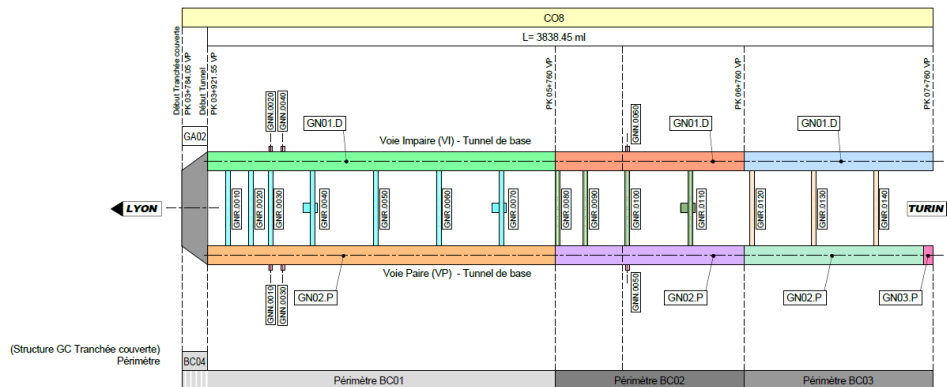 CO8
L= 3838.45 ml
Début Tranchée couverte
PK 03+784.05 VP
Début Tunnel
PK 03+921.55 VP
PK 05+760 VP
PK 06+760 VP
PK 07+760 VP
GA02
GNN.0020
GNN.0040
GN01.D
GNN.0060
GN01.D
GN01.D
Voie Impaire (VI) - Tunnel de base
LYON
GNR.0010
GNR.0020
GNR.0030
GNR.0040
GNR.0050
GNR.0060
GNR.0070
GNR.0080
GNR.0090
GNR.0100
GNR.0110
GNR.0120
GNR.0130
GNR.0140
TURIN
Voie Paire (VP) - Tunnel de base
GNN.0010
GNN.0030
GN02.P
GNN.0050
GN02.P
GN02.P
GN03.P
(Structure GC Tranchée couverte)
Périmètre
BC04
Périmètre BC01
Périmètre BC02
Périmètre BC03